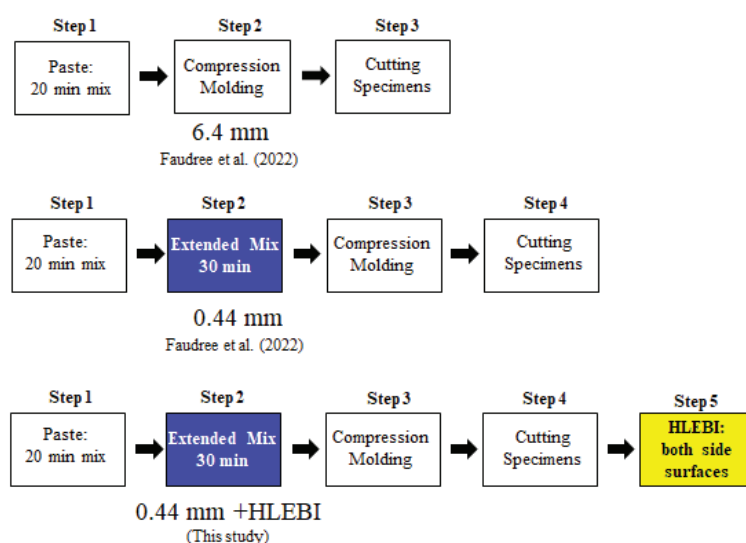 Step 1 Step 2 Step 3
Paste:
20 min mix
Compression
Molding
Cutting
Specimens
6.4 mm
Faudree et al. (2022)
Step 1 Step 2 Step 3 Step 4
Paste:
20 min mix
Extended Mix
30 min
Compression
Molding
Cutting
Specimens
0.44 mm
Faudree et al. (2022)
Step 1 Step 2 Step 3 Step 4 Step 5
Paste:
20 min mix
Extended Mix
30 min
Compression
Molding
Cutting
Specimens
HLEBI:
both side
surfaces
0.44 mm +HLEBI
(This study)